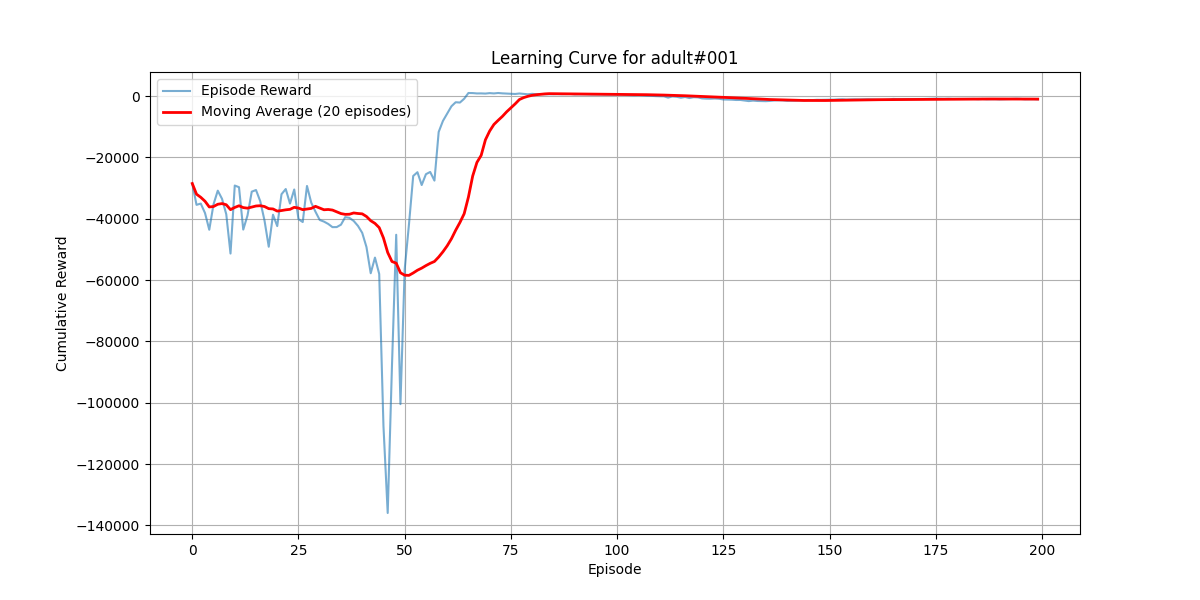 Learning Curve for adult#001
Episode Reward
Moving Average (20 episodes)
Cumulative Reward
0
−20000
−40000
−60000
−80000
−100000
−120000
−140000
0 25 50 75 100 125 150 175 200
Episode